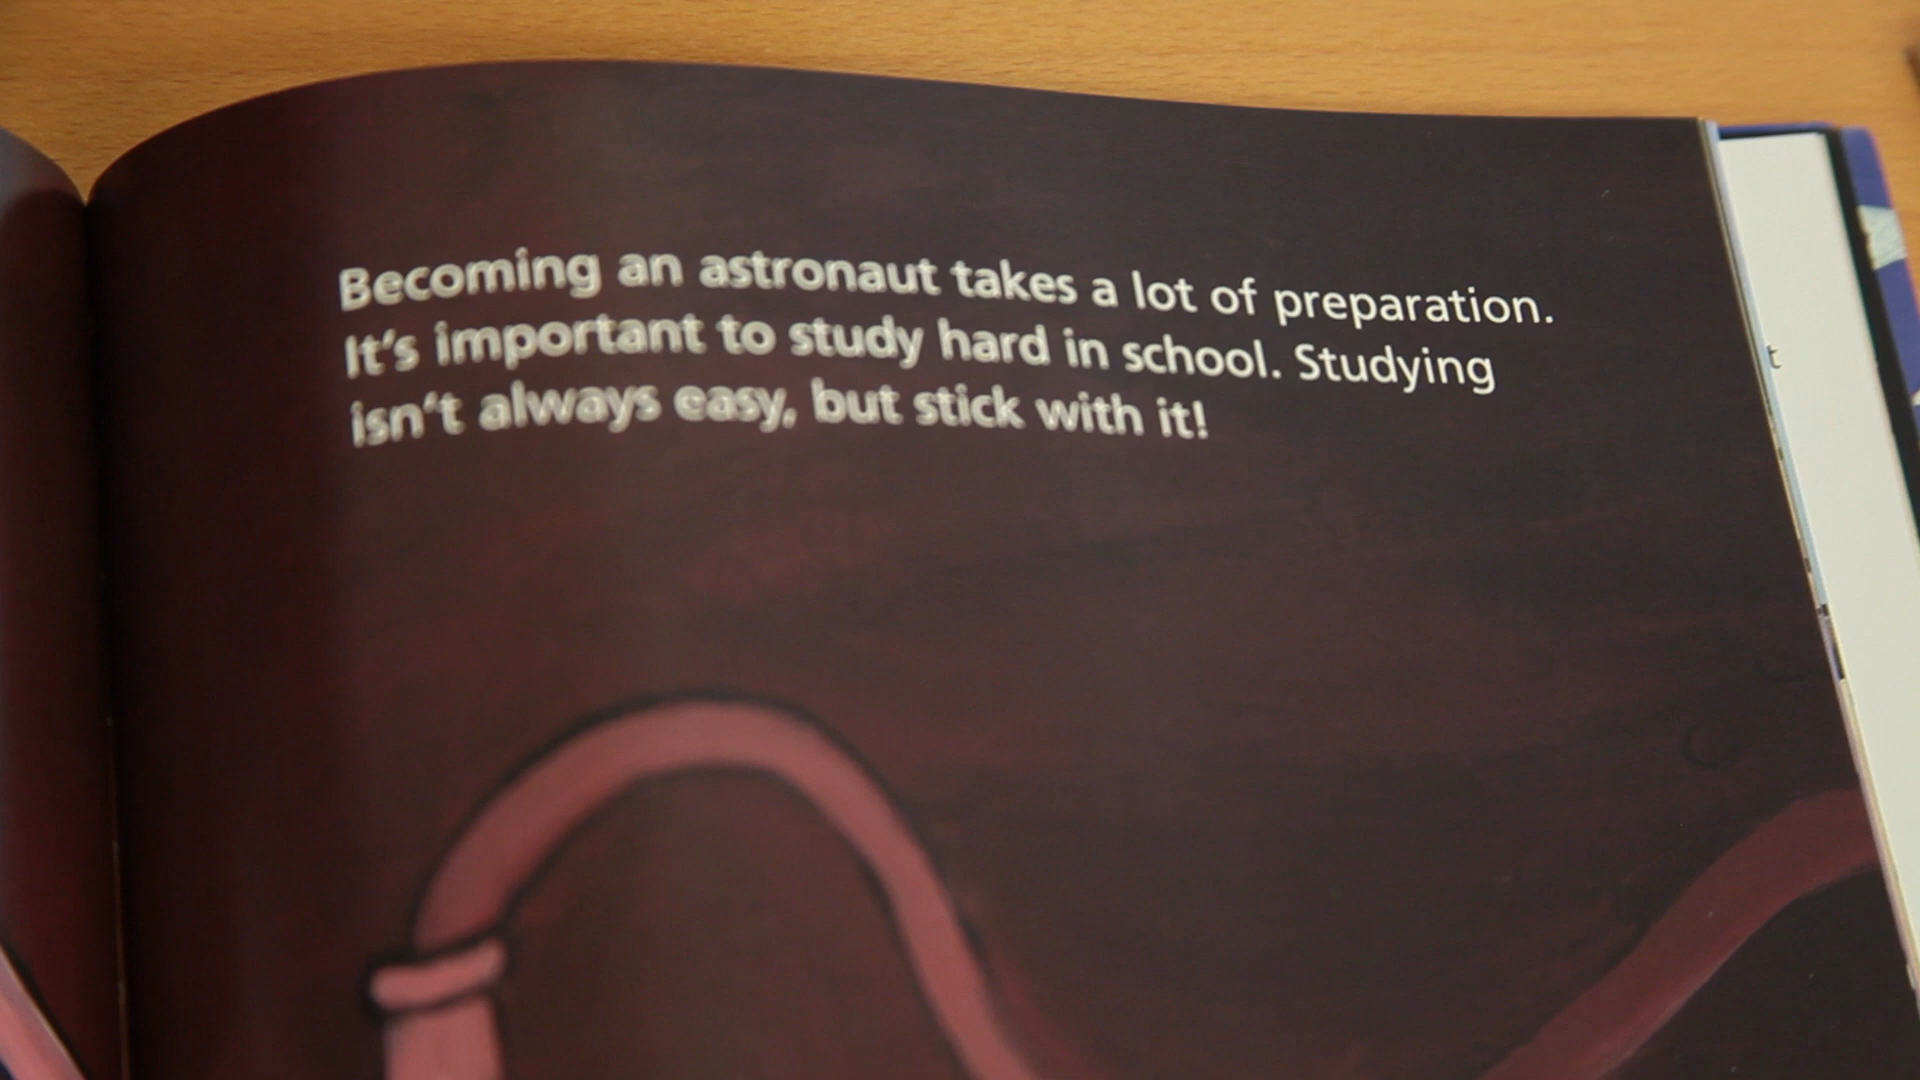 Becoming an astronaut takes a lot of preparation.
It's important to study hard in school. Studying
isn't always easy, but stick with it!
t